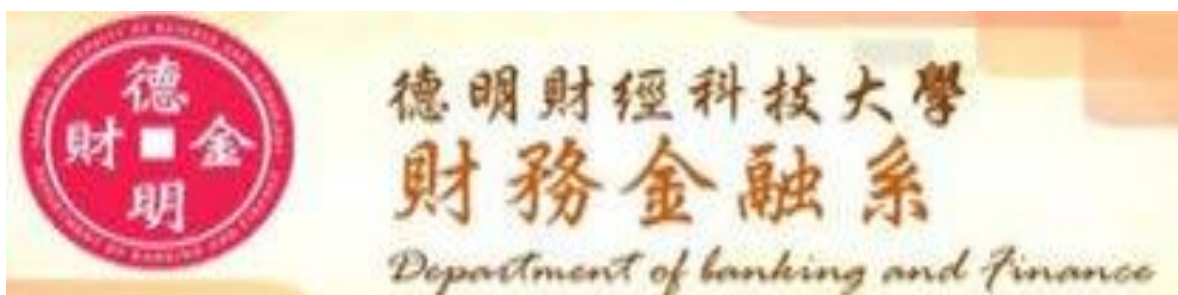 德
財 金
明
德明財經科技大學
財務金融系
Department of banking and Finance